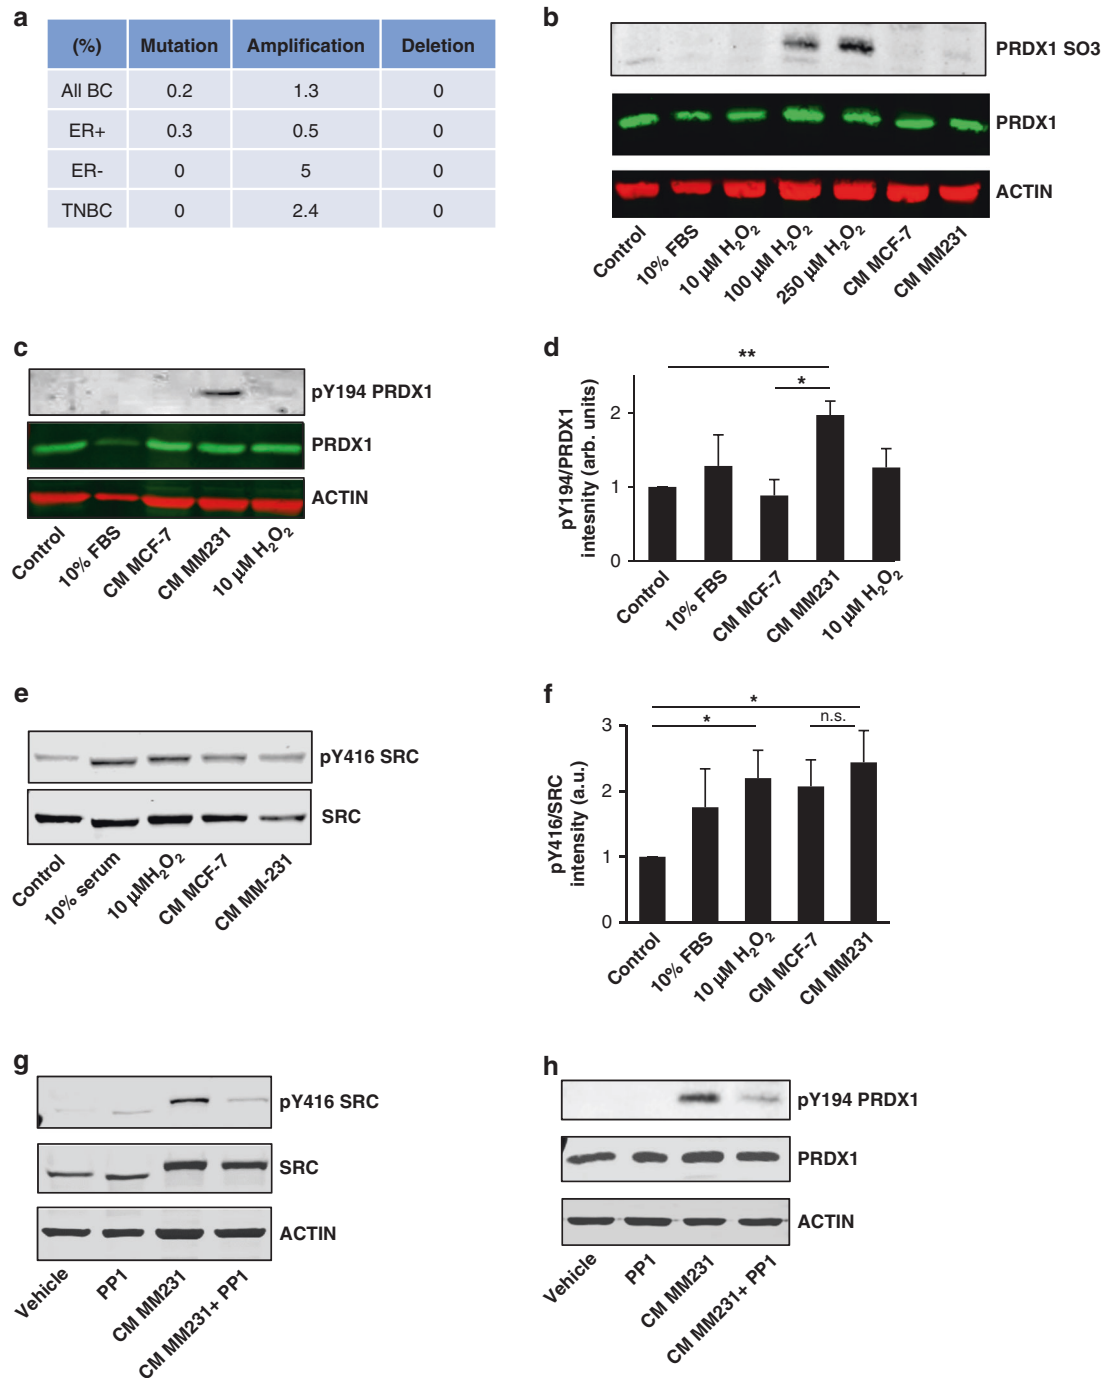 a
(%) Mutation Amplification Deletion
All BC 0.2 1.3 0
ER+ 0.3 0.5 0
ER- 0 5 0
TNBC 0 2.4 0
b
PRDX1 SO3
PRDX1
ACTIN
Control
10% FBS
10 µM H₂O₂
100 µM H₂O₂
250 µM H₂O₂
CM MCF-7
CM MM231
c
pY194 PRDX1
PRDX1
ACTIN
Control
10% FBS
CM MCF-7
CM MM231
10 µM H₂O₂
d
pY194/PRDX1
intesnity (arb. units)
**
*
2
1
0
Control
10% FBS
CM MCF-7
CM MM231
10 µM H₂O₂
e
pY416 SRC
SRC
Control
10% serum
10 µMH₂O₂
CM MCF-7
CM MM-231
f
pY416/SRC
intensity (a.u.)
*
*
n.s.
3
2
1
0
Control
10% FBS
10 µM H₂O₂
CM MCF-7
CM MM231
g
pY416 SRC
SRC
ACTIN
Vehicle
PP1
CM MM231
CM MM231+ PP1
h
pY194 PRDX1
PRDX1
ACTIN
Vehicle
PP1
CM MM231
CM MM231+ PP1